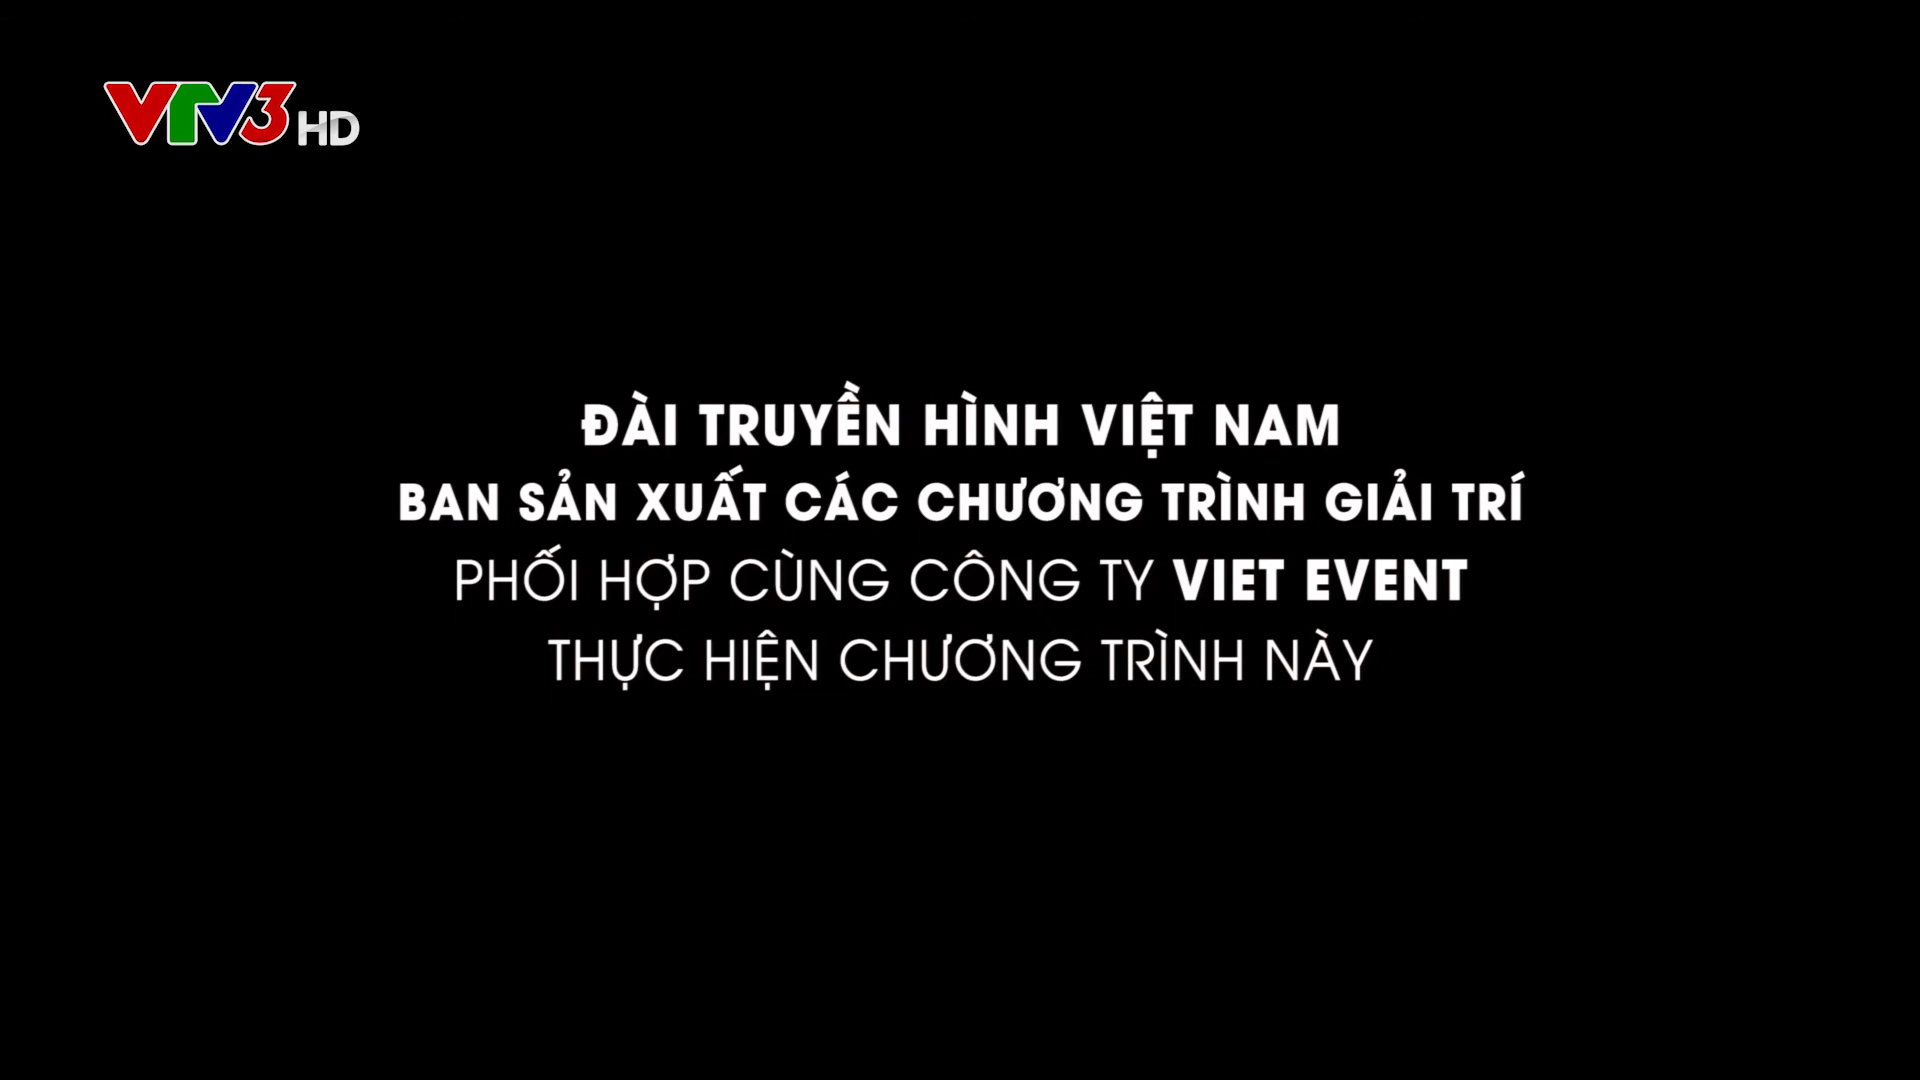 VTV3 HD
ĐÀI TRUYỀN HÌNH VIỆT NAM
BAN SẢN XUẤT CÁC CHƯƠNG TRÌNH GIẢI TRÍ
PHỐI HỢP CÙNG CÔNG TY VIET EVENT
THỰC HIỆN CHƯƠNG TRÌNH NÀY